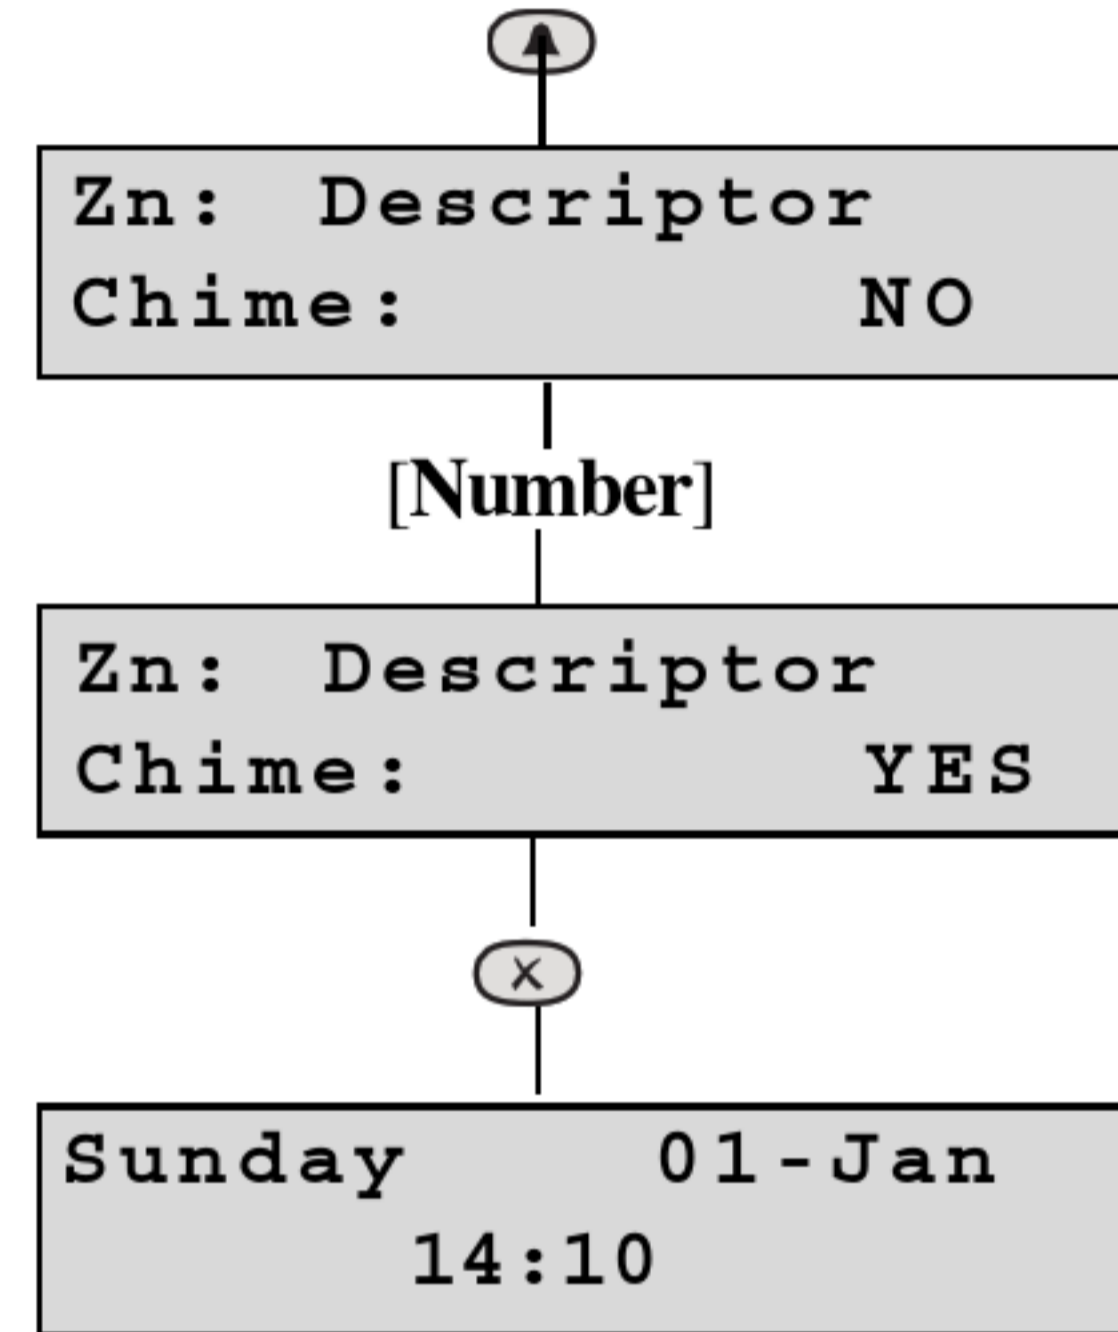 Zn: Descriptor
Chime: NO
[Number]
Zn: Descriptor
Chime: YES
x
Sunday 01-Jan
14:10